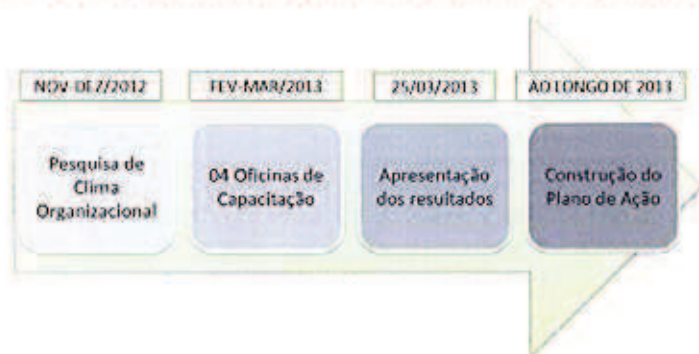 NOV-DEZ/2012
FEV-MAR/2013
25/03/2013
AO LONGO DE 2013
Pesquisa de
Clima
Organizacional
04 Oficinas de
Capacitação
Apresentação
dos resultados
Construção do
Plano de Ação